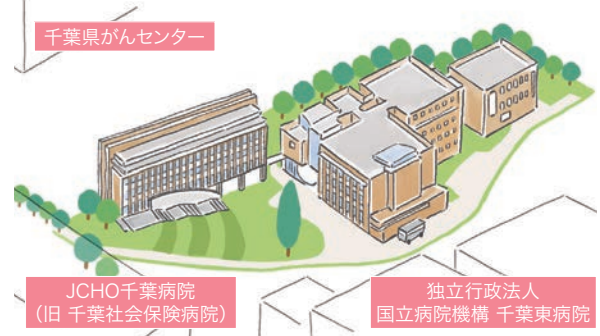 千葉県がんセンター
JCHO千葉病院
（旧 千葉社会保険病院）
独立行政法人
国立病院機構 千葉東病院